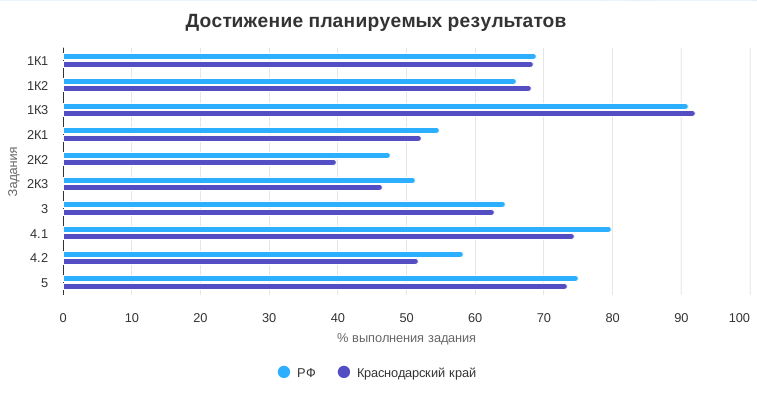 Достижение планируемых результатов
Задания
1К1
1К2
1К3
2К1
2К2
2К3
3
4.1
4.2
5
0 10 20 30 40 50 60 70 80 90 100
% выполнения задания
РФ Краснодарский край